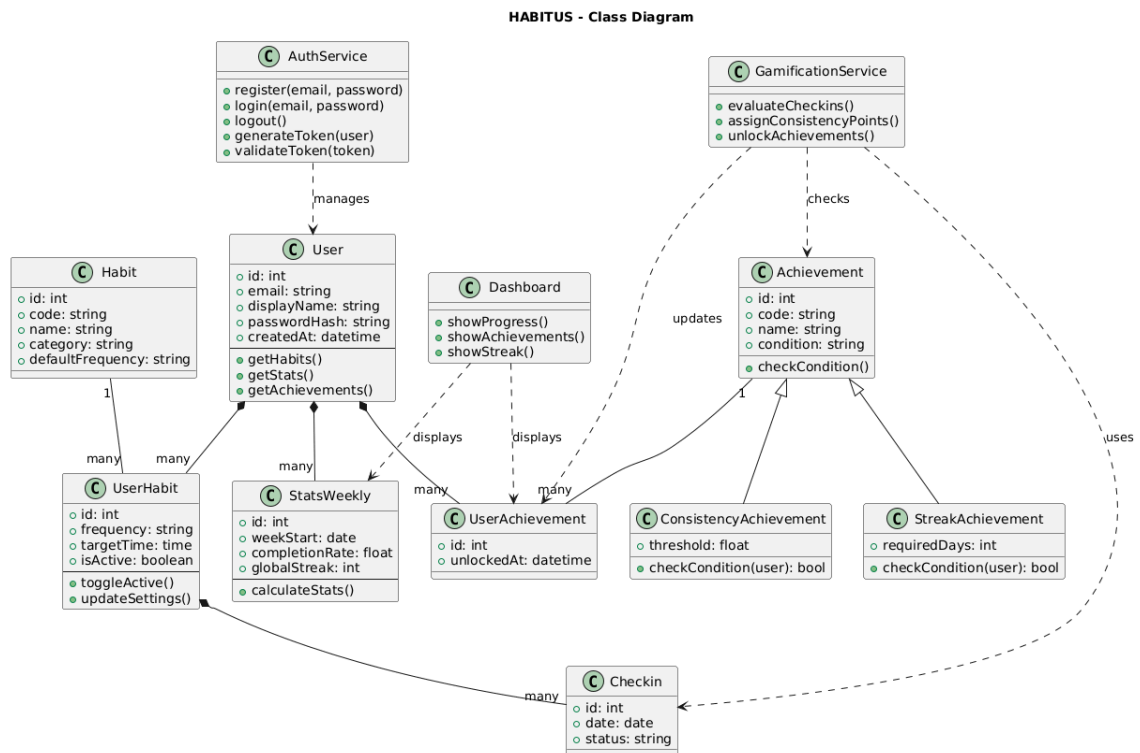 HABITUS - Class Diagram
C AuthService
register(email, password)
login(email, password)
logout()
generateToken(user)
validateToken(token)
C GamificationService
evaluateCheckins()
assignConsistencyPoints()
unlockAchievements()
manages
checks
C Habit
id: int
code: string
name: string
category: string
defaultFrequency: string
C User
id: int
email: string
displayName: string
passwordHash: string
createdAt: datetime
getHabits()
getStats()
getAchievements()
C Dashboard
showProgress()
showAchievements()
showStreak()
updates
C Achievement
id: int
code: string
name: string
condition: string
checkCondition()
1
1
displays
displays
uses
many
many
many
many
many
C UserHabit
id: int
frequency: string
targetTime: time
isActive: boolean
toggleActive()
updateSettings()
C StatsWeekly
id: int
weekStart: date
completionRate: float
globalStreak: int
calculateStats()
C UserAchievement
id: int
unlockedAt: datetime
C ConsistencyAchievement
threshold: float
checkCondition(user): bool
C StreakAchievement
requiredDays: int
checkCondition(user): bool
many
C Checkin
id: int
date: date
status: string